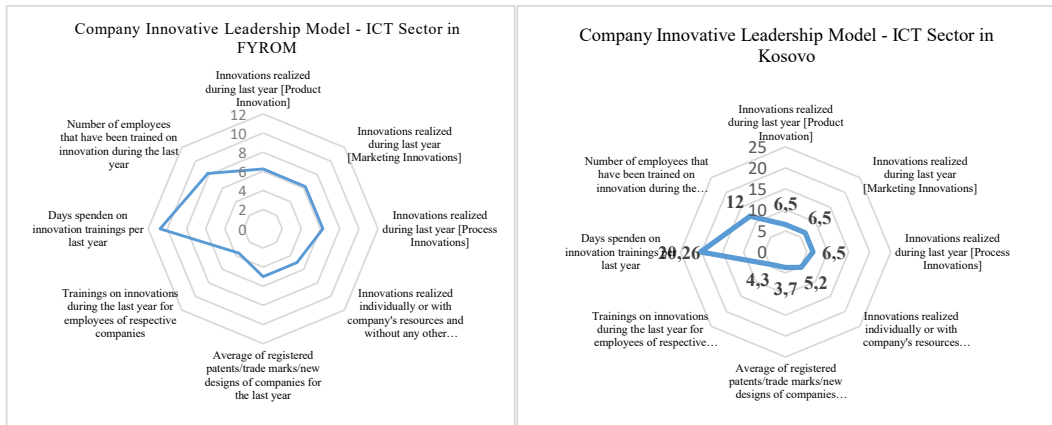 Company Innovative Leadership Model - ICT Sector in
FYROM
Innovations realized
during last year [Product
Innovation]
Innovations realized
during last year
[Marketing Innovations]
Innovations realized
during last year [Process
Innovations]
Innovations realized
individually or with
company's resources and
without any other…
Average of registered
patents/trade marks/new
designs of companies for
the last year
Trainings on innovations
during the last year for
employees of respective
companies
Days spenden on
innovation trainings per
last year
Number of employees
that have been trained on
innovation during the last
year
12
10
8
6
4
2
0
Company Innovative Leadership Model - ICT Sector in
Kosovo
Innovations realized
during last year [Product
Innovation]
Innovations realized
during last year
[Marketing Innovations]
Innovations realized
during last year [Process
Innovations]
Innovations realized
individually or with
company's resources…
Average of registered
patents/trade marks/new
designs of companies…
Trainings on innovations
during the last year for
employees of respective…
Days spenden on
innovation trainings per
last year
Number of employees that
have been trained on
innovation during the…
25
20
15
10
5
0
6,5
6,5
6,5
5,2
3,7
4,3
20,26
12